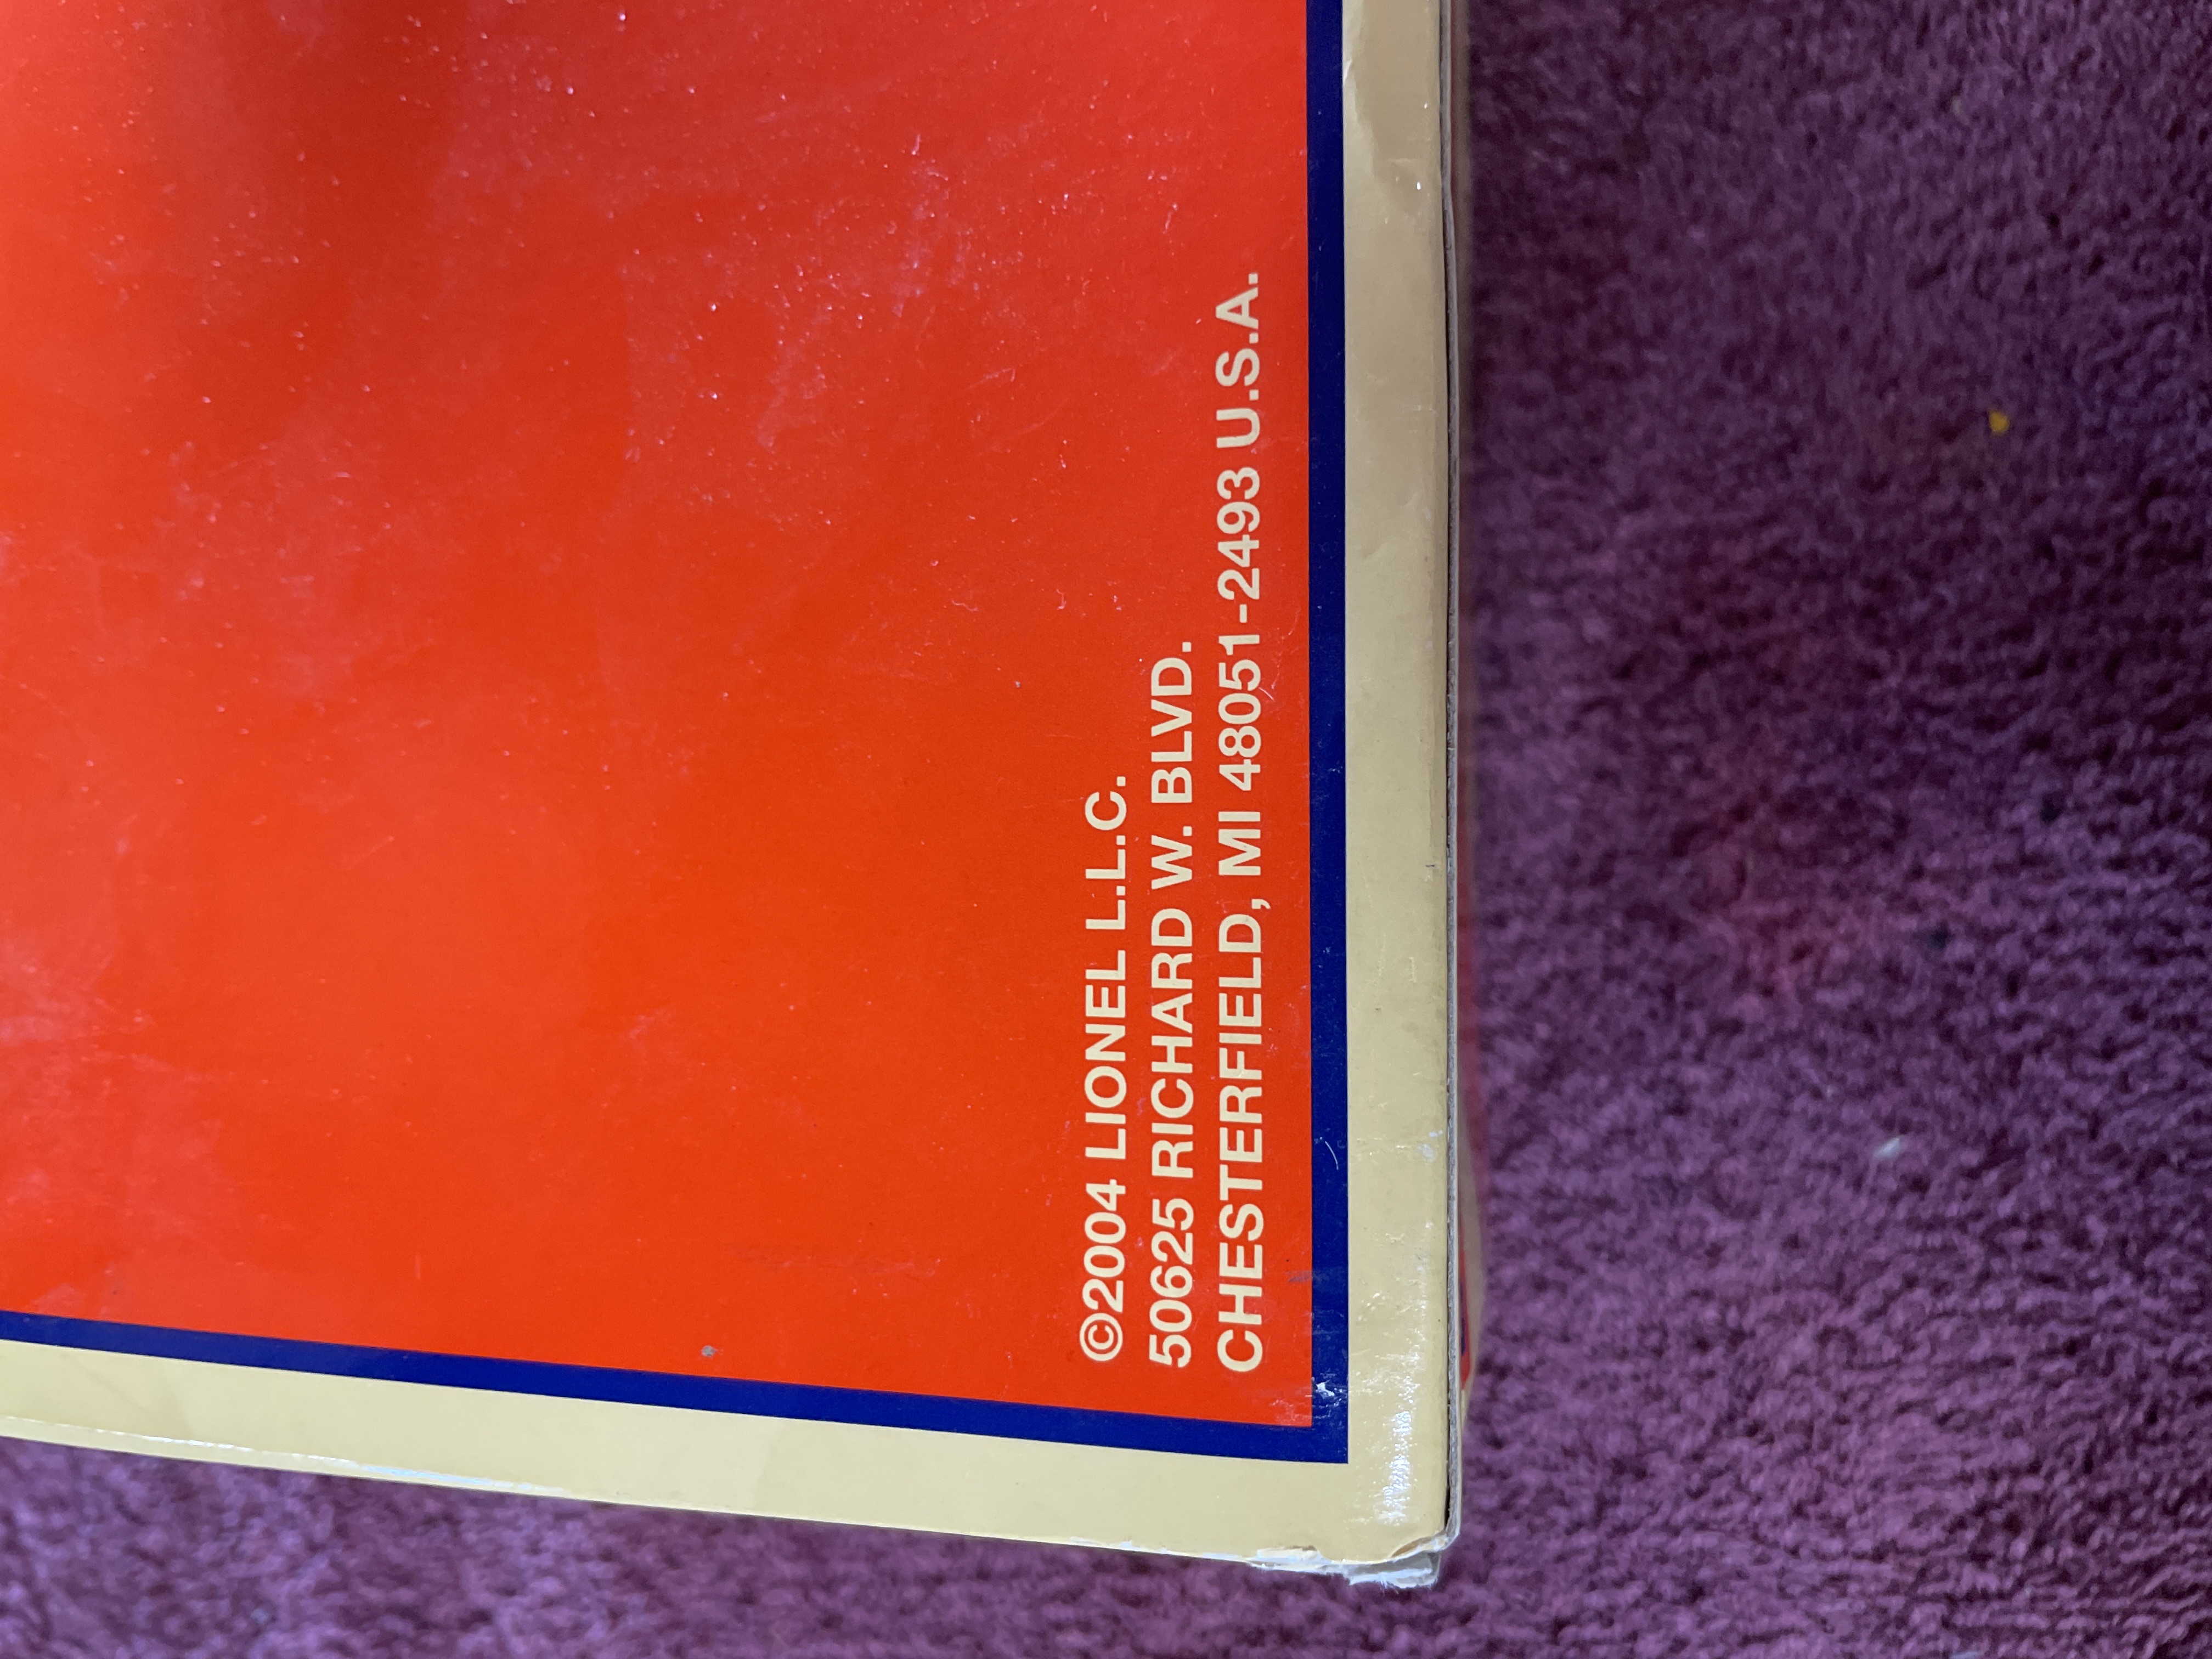 ©2004 LIONEL L.L.C.
50625 RICHARD W. BLVD.
CHESTERFIELD, MI 48051-2493 U.S.A.